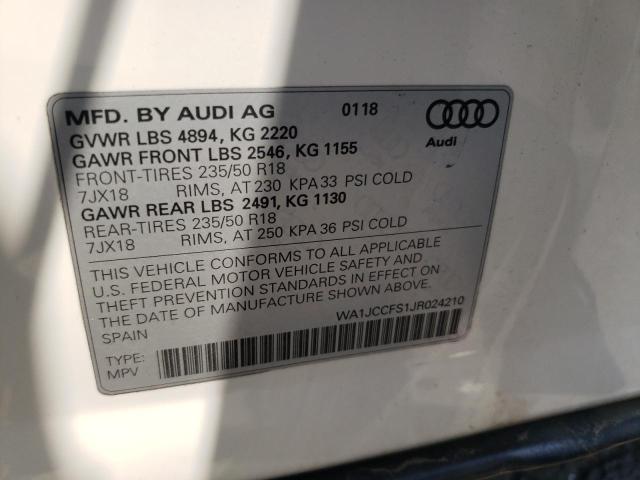 MFD. BY AUDI AG 0118
GVWR LBS 4894, KG 2220
GAWR FRONT LBS 2546, KG 1155
FRONT-TIRES 235/50 R18
7JX18 RIMS, AT 230 KPA 33 PSI COLD
GAWR REAR LBS 2491, KG 1130
REAR-TIRES 235/50 R18
7JX18 RIMS, AT 250 KPA 36 PSI COLD
Audi
THIS VEHICLE CONFORMS TO ALL APPLICABLE
U.S. FEDERAL MOTOR VEHICLE SAFETY AND
THEFT PREVENTION STANDARDS IN EFFECT ON
THE DATE OF MANUFACTURE SHOWN ABOVE.
SPAIN
WA1JCCFS1JR024210
TYPE:
MPV